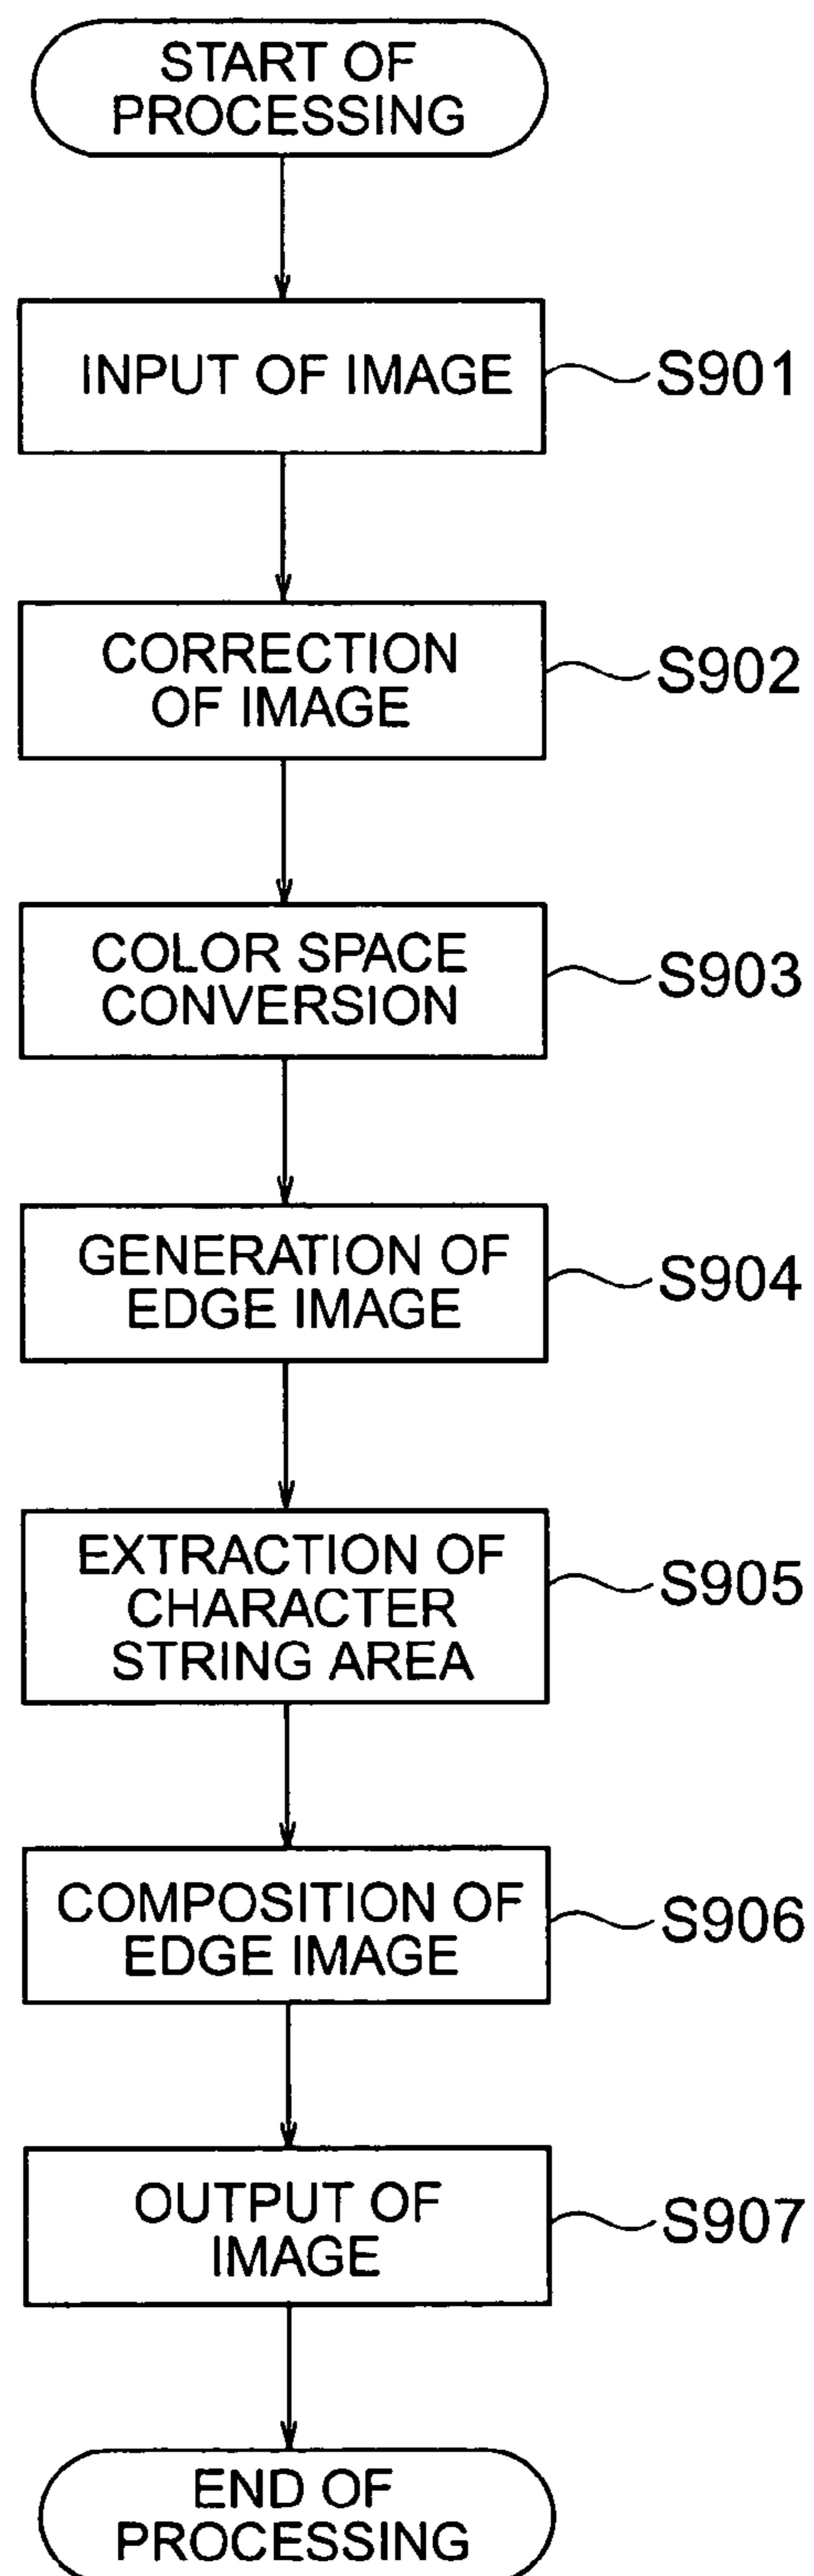 START OF
PROCESSING
INPUT OF IMAGE
S901
CORRECTION
OF IMAGE
S902
COLOR SPACE
CONVERSION
S903
GENERATION OF
EDGE IMAGE
S904
EXTRACTION OF
CHARACTER
STRING AREA
S905
COMPOSITION OF
EDGE IMAGE
S906
OUTPUT OF
IMAGE
S907
END OF
PROCESSING